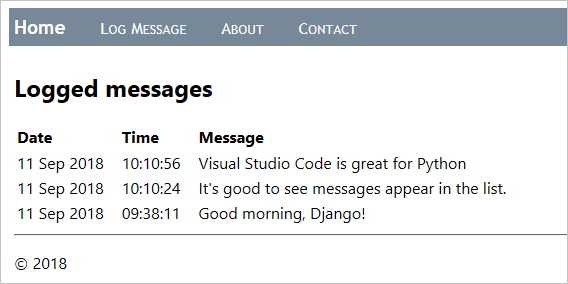 Home Log Message About Contact
Logged messages
Date Time Message
11 Sep 2018 10:10:56 Visual Studio Code is great for Python
11 Sep 2018 10:10:24 It's good to see messages appear in the list.
11 Sep 2018 09:38:11 Good morning, Django!
© 2018